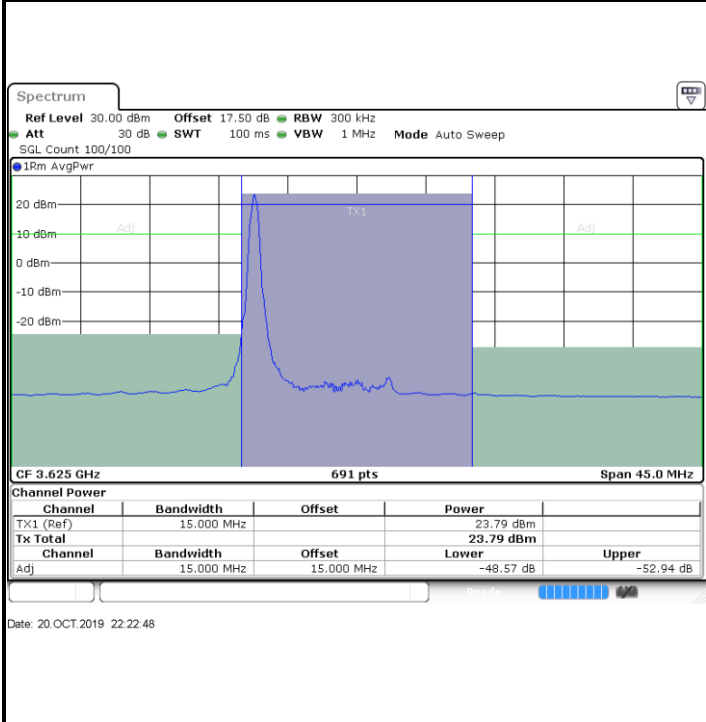 Spectrum
Ref Level 30.00 dBm Offset 17.50 dB RBW 300 kHz
Att 30 dB SWT 100 ms VBW 1 MHz Mode Auto Sweep
SGL Count 100/100
1Rm AvgPwr
20 dBm
TX1
Adj
Adj
10 dBm
0 dBm
-10 dBm
-20 dBm
CF 3.625 GHz 691 pts Span 45.0 MHz
Channel Power
Channel Bandwidth Offset Power
TX1 (Ref) 15.000 MHz 23.79 dBm
Tx Total 23.79 dBm
Channel Bandwidth Offset Lower Upper
Adj 15.000 MHz 15.000 MHz -48.57 dB -52.94 dB
Ready
Date: 20.OCT.2019 22:22:48